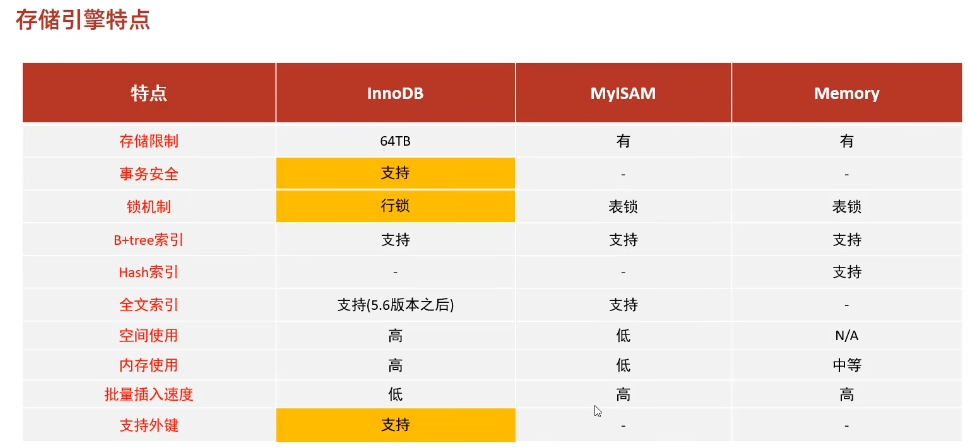 存储引擎特点
特点 InnoDB MyISAM Memory
存储限制 64TB 有 有
事务安全 支持 - -
锁机制 行锁 表锁 表锁
B+tree索引 支持 支持 支持
Hash索引 - - 支持
全文索引 支持(5.6版本之后) 支持 -
空间使用 高 低 N/A
内存使用 高 低 中等
批量插入速度 低 高 高
支持外键 支持 - -